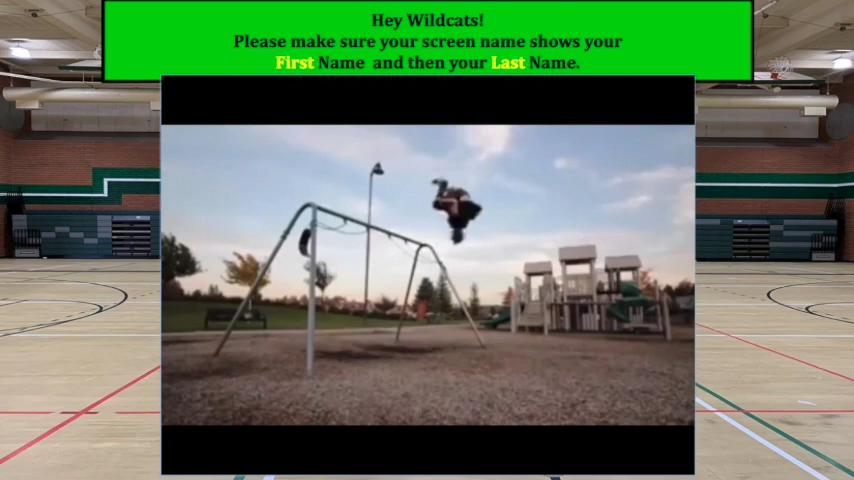 Hey Wildcats!
Please make sure your screen name shows your
First Name and then your Last Name.